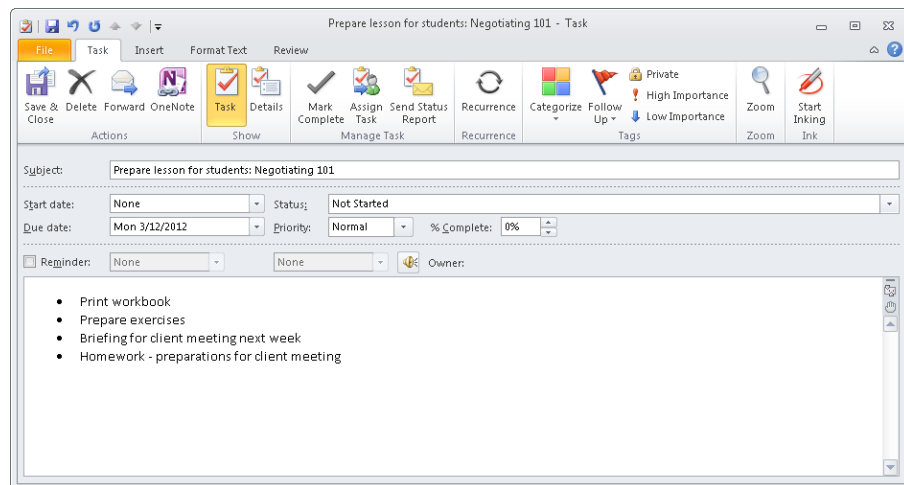 Prepare lesson for students: Negotiating 101 - Task
File Task Insert Format Text Review
Save & Close Delete Forward OneNote Task Details Mark Complete Assign Task Send Status Report Recurrence Categorize Follow Up Private High Importance Low Importance Zoom Start Inking
Actions Show Manage Task Recurrence Tags Zoom Ink
Subject: Prepare lesson for students: Negotiating 101
Start date: None Status: Not Started
Due date: Mon 3/12/2012 Priority: Normal % Complete: 0%
Reminder: None None Owner:
• Print workbook
• Prepare exercises
• Briefing for client meeting next week
• Homework - preparations for client meeting